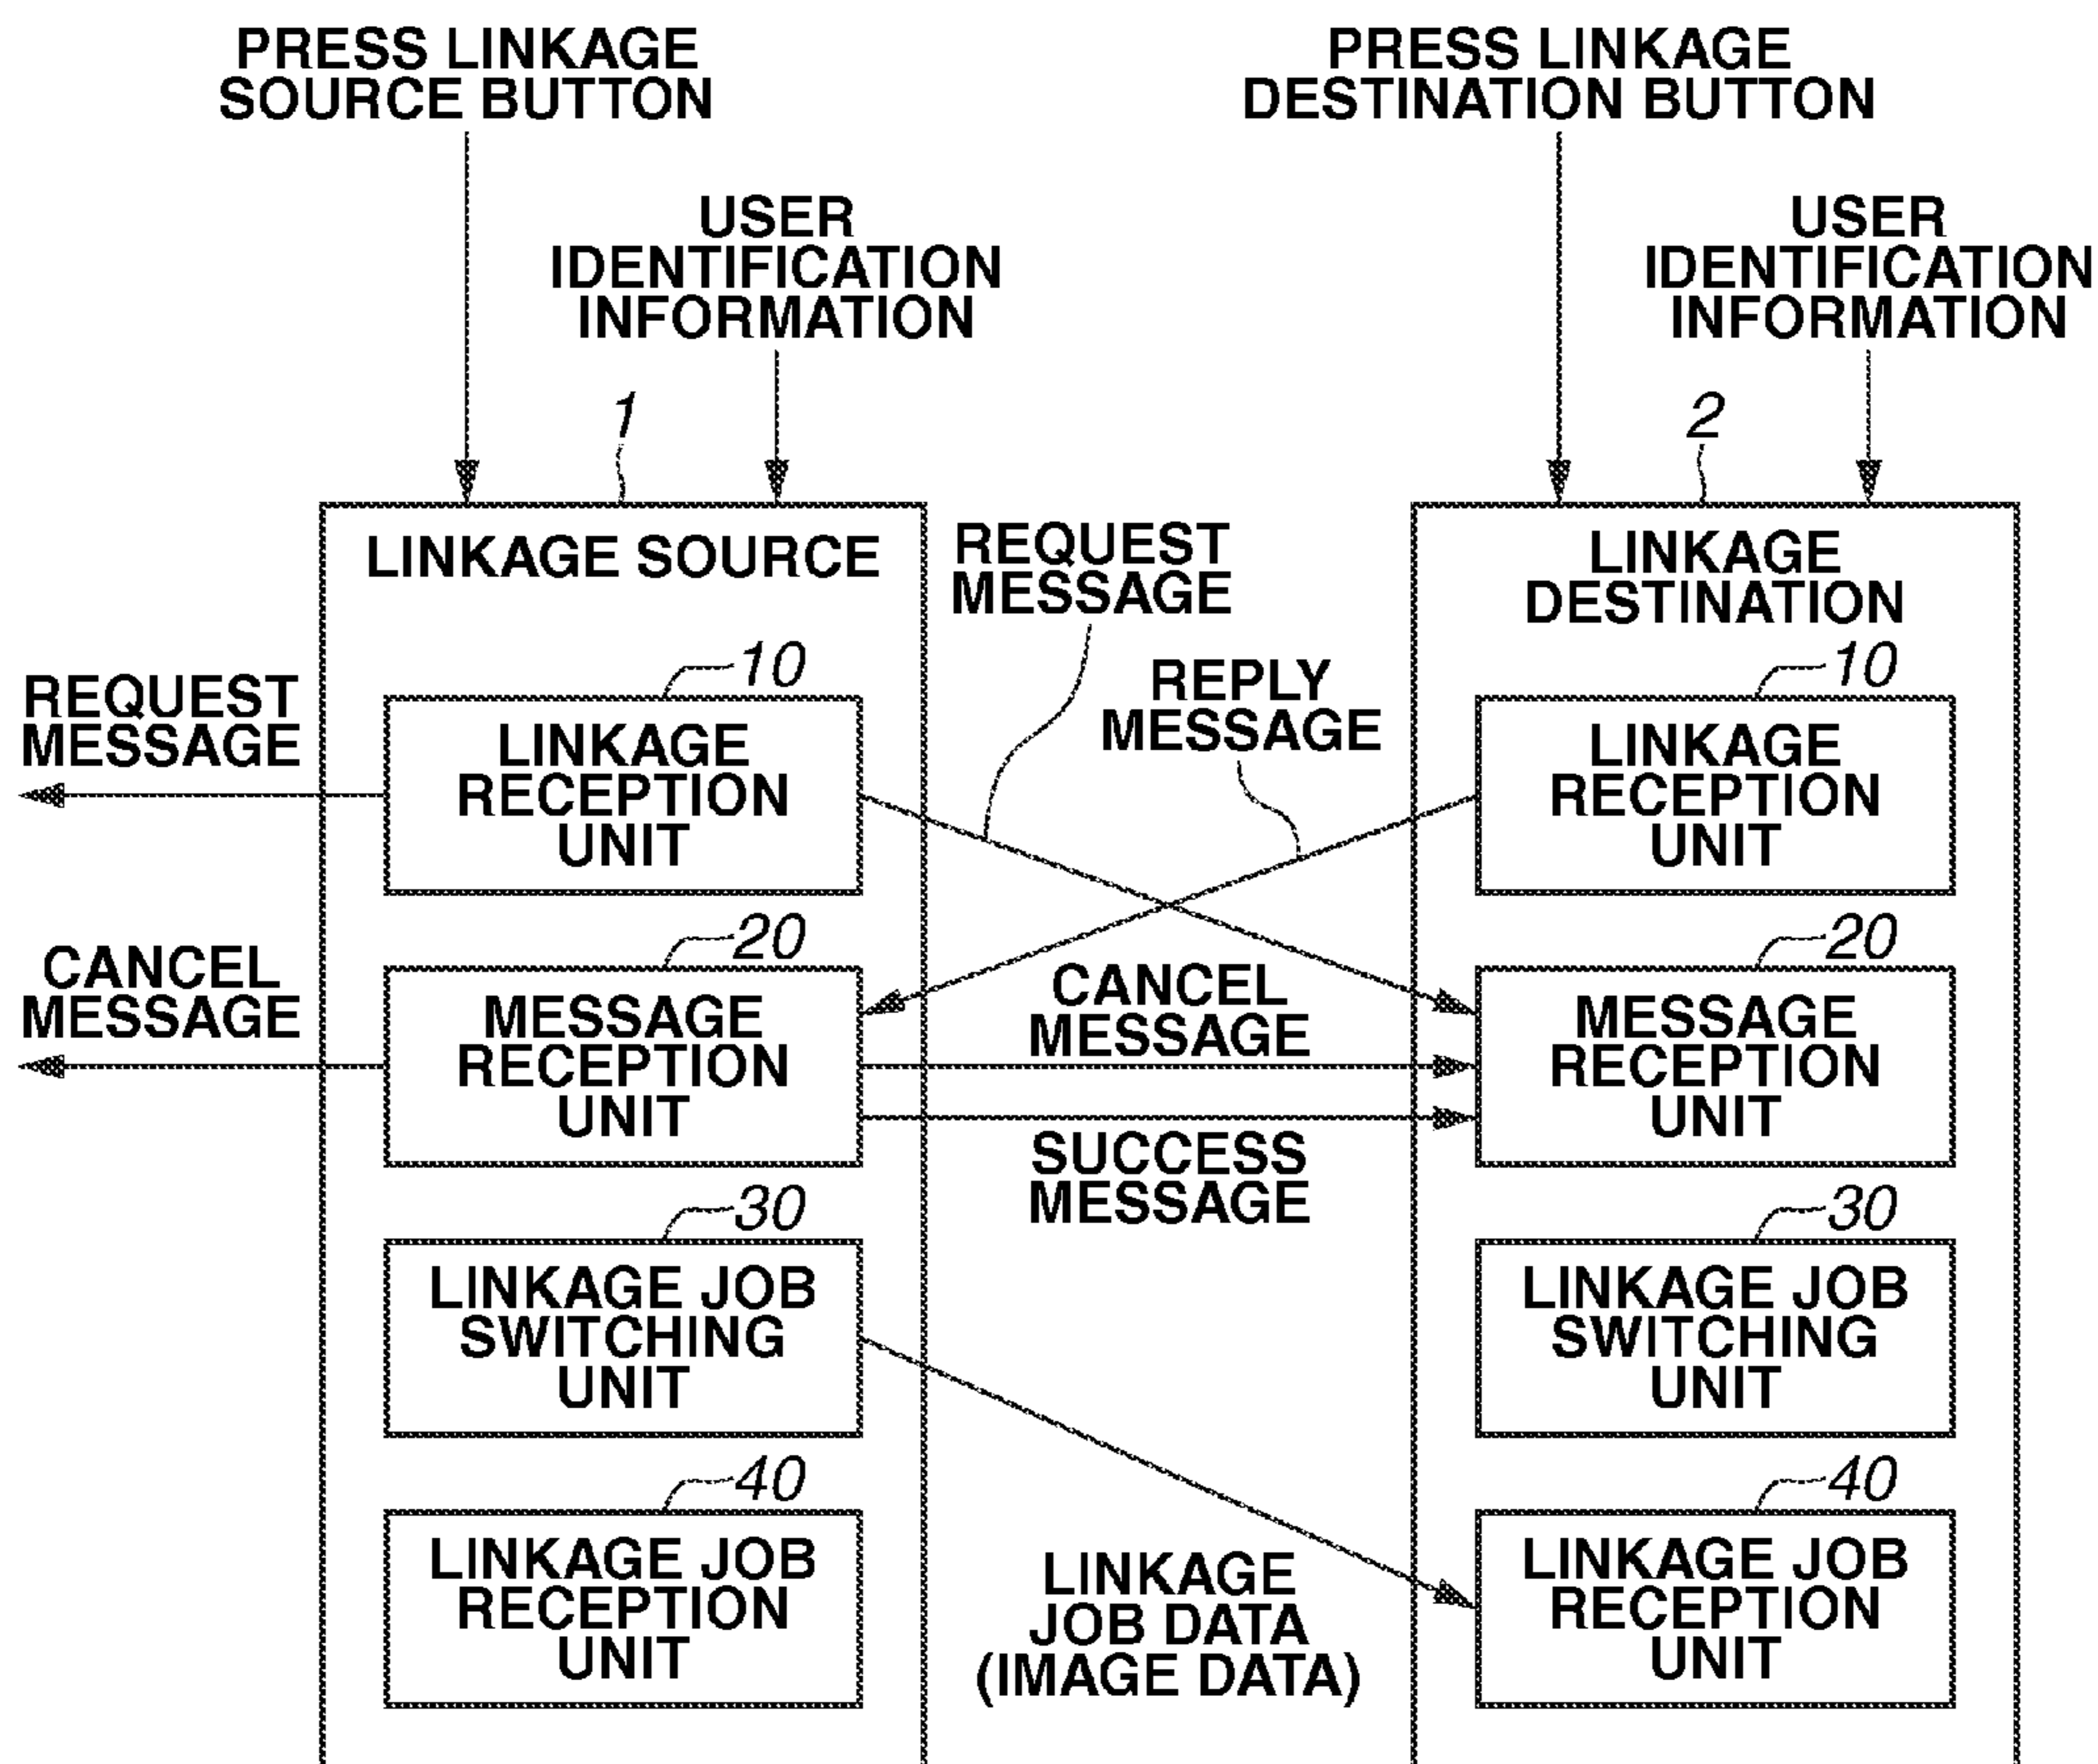 PRESS LINKAGE
SOURCE BUTTON
PRESS LINKAGE
DESTINATION BUTTON
USER
IDENTIFICATION
INFORMATION
USER
IDENTIFICATION
INFORMATION
1
2
LINKAGE SOURCE
REQUEST
MESSAGE
LINKAGE
DESTINATION
REQUEST
MESSAGE
10
LINKAGE
RECEPTION
UNIT
REPLY
MESSAGE
10
LINKAGE
RECEPTION
UNIT
CANCEL
MESSAGE
20
MESSAGE
RECEPTION
UNIT
CANCEL
MESSAGE
SUCCESS
MESSAGE
20
MESSAGE
RECEPTION
UNIT
30
LINKAGE JOB
SWITCHING
UNIT
30
LINKAGE JOB
SWITCHING
UNIT
40
LINKAGE JOB
RECEPTION
UNIT
LINKAGE
JOB DATA
(IMAGE DATA)
40
LINKAGE JOB
RECEPTION
UNIT